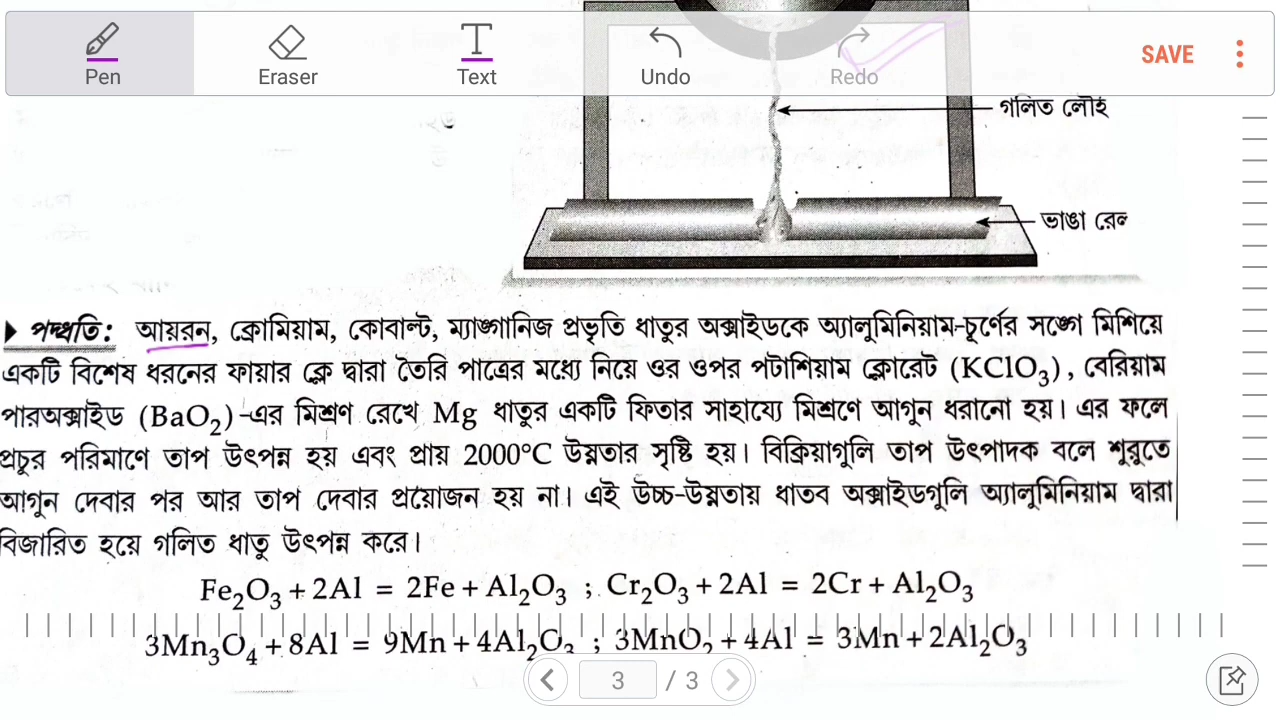 Pen
Eraser
Text
Undo
Redo
SAVE
গলিত লৌহ
ভাঙা রেল
▶ পদ্ধতি: আয়রন, ক্রোমিয়াম, কোবাল্ট, ম্যাঙ্গানিজ প্রভৃতি ধাতুর অক্সাইডকে অ্যালুমিনিয়াম-চূর্ণের সঙ্গে মিশিয়ে
একটি বিশেষ ধরনের ফায়ার ক্লে দ্বারা তৈরি পাত্রের মধ্যে নিয়ে ওর ওপর পটাশিয়াম ক্লোরেট (KClO₃), বেরিয়াম
পারঅক্সাইড (BaO₂)-এর মিশ্রণ রেখে Mg ধাতুর একটি ফিতার সাহায্যে মিশ্রণে আগুন ধরানো হয়। এর ফলে
প্রচুর পরিমাণে তাপ উৎপন্ন হয় এবং প্রায় 2000°C উষ্ণতার সৃষ্টি হয়। বিক্রিয়াগুলি তাপ উৎপাদক বলে শুরুতে
আগুন দেবার পর আর তাপ দেবার প্রয়োজন হয় না। এই উচ্চ-উষ্ণতায় ধাতব অক্সাইডগুলি অ্যালুমিনিয়াম দ্বারা
বিজারিত হয়ে গলিত ধাতু উৎপন্ন করে।
Fe₂O₃ + 2Al = 2Fe + Al₂O₃ ; Cr₂O₃ + 2Al = 2Cr + Al₂O₃
3Mn₃O₄ + 8Al = 9Mn + 4Al₂O₃ ; 3MnO₂ + 4Al = 3Mn + 2Al₂O₃
3 / 3